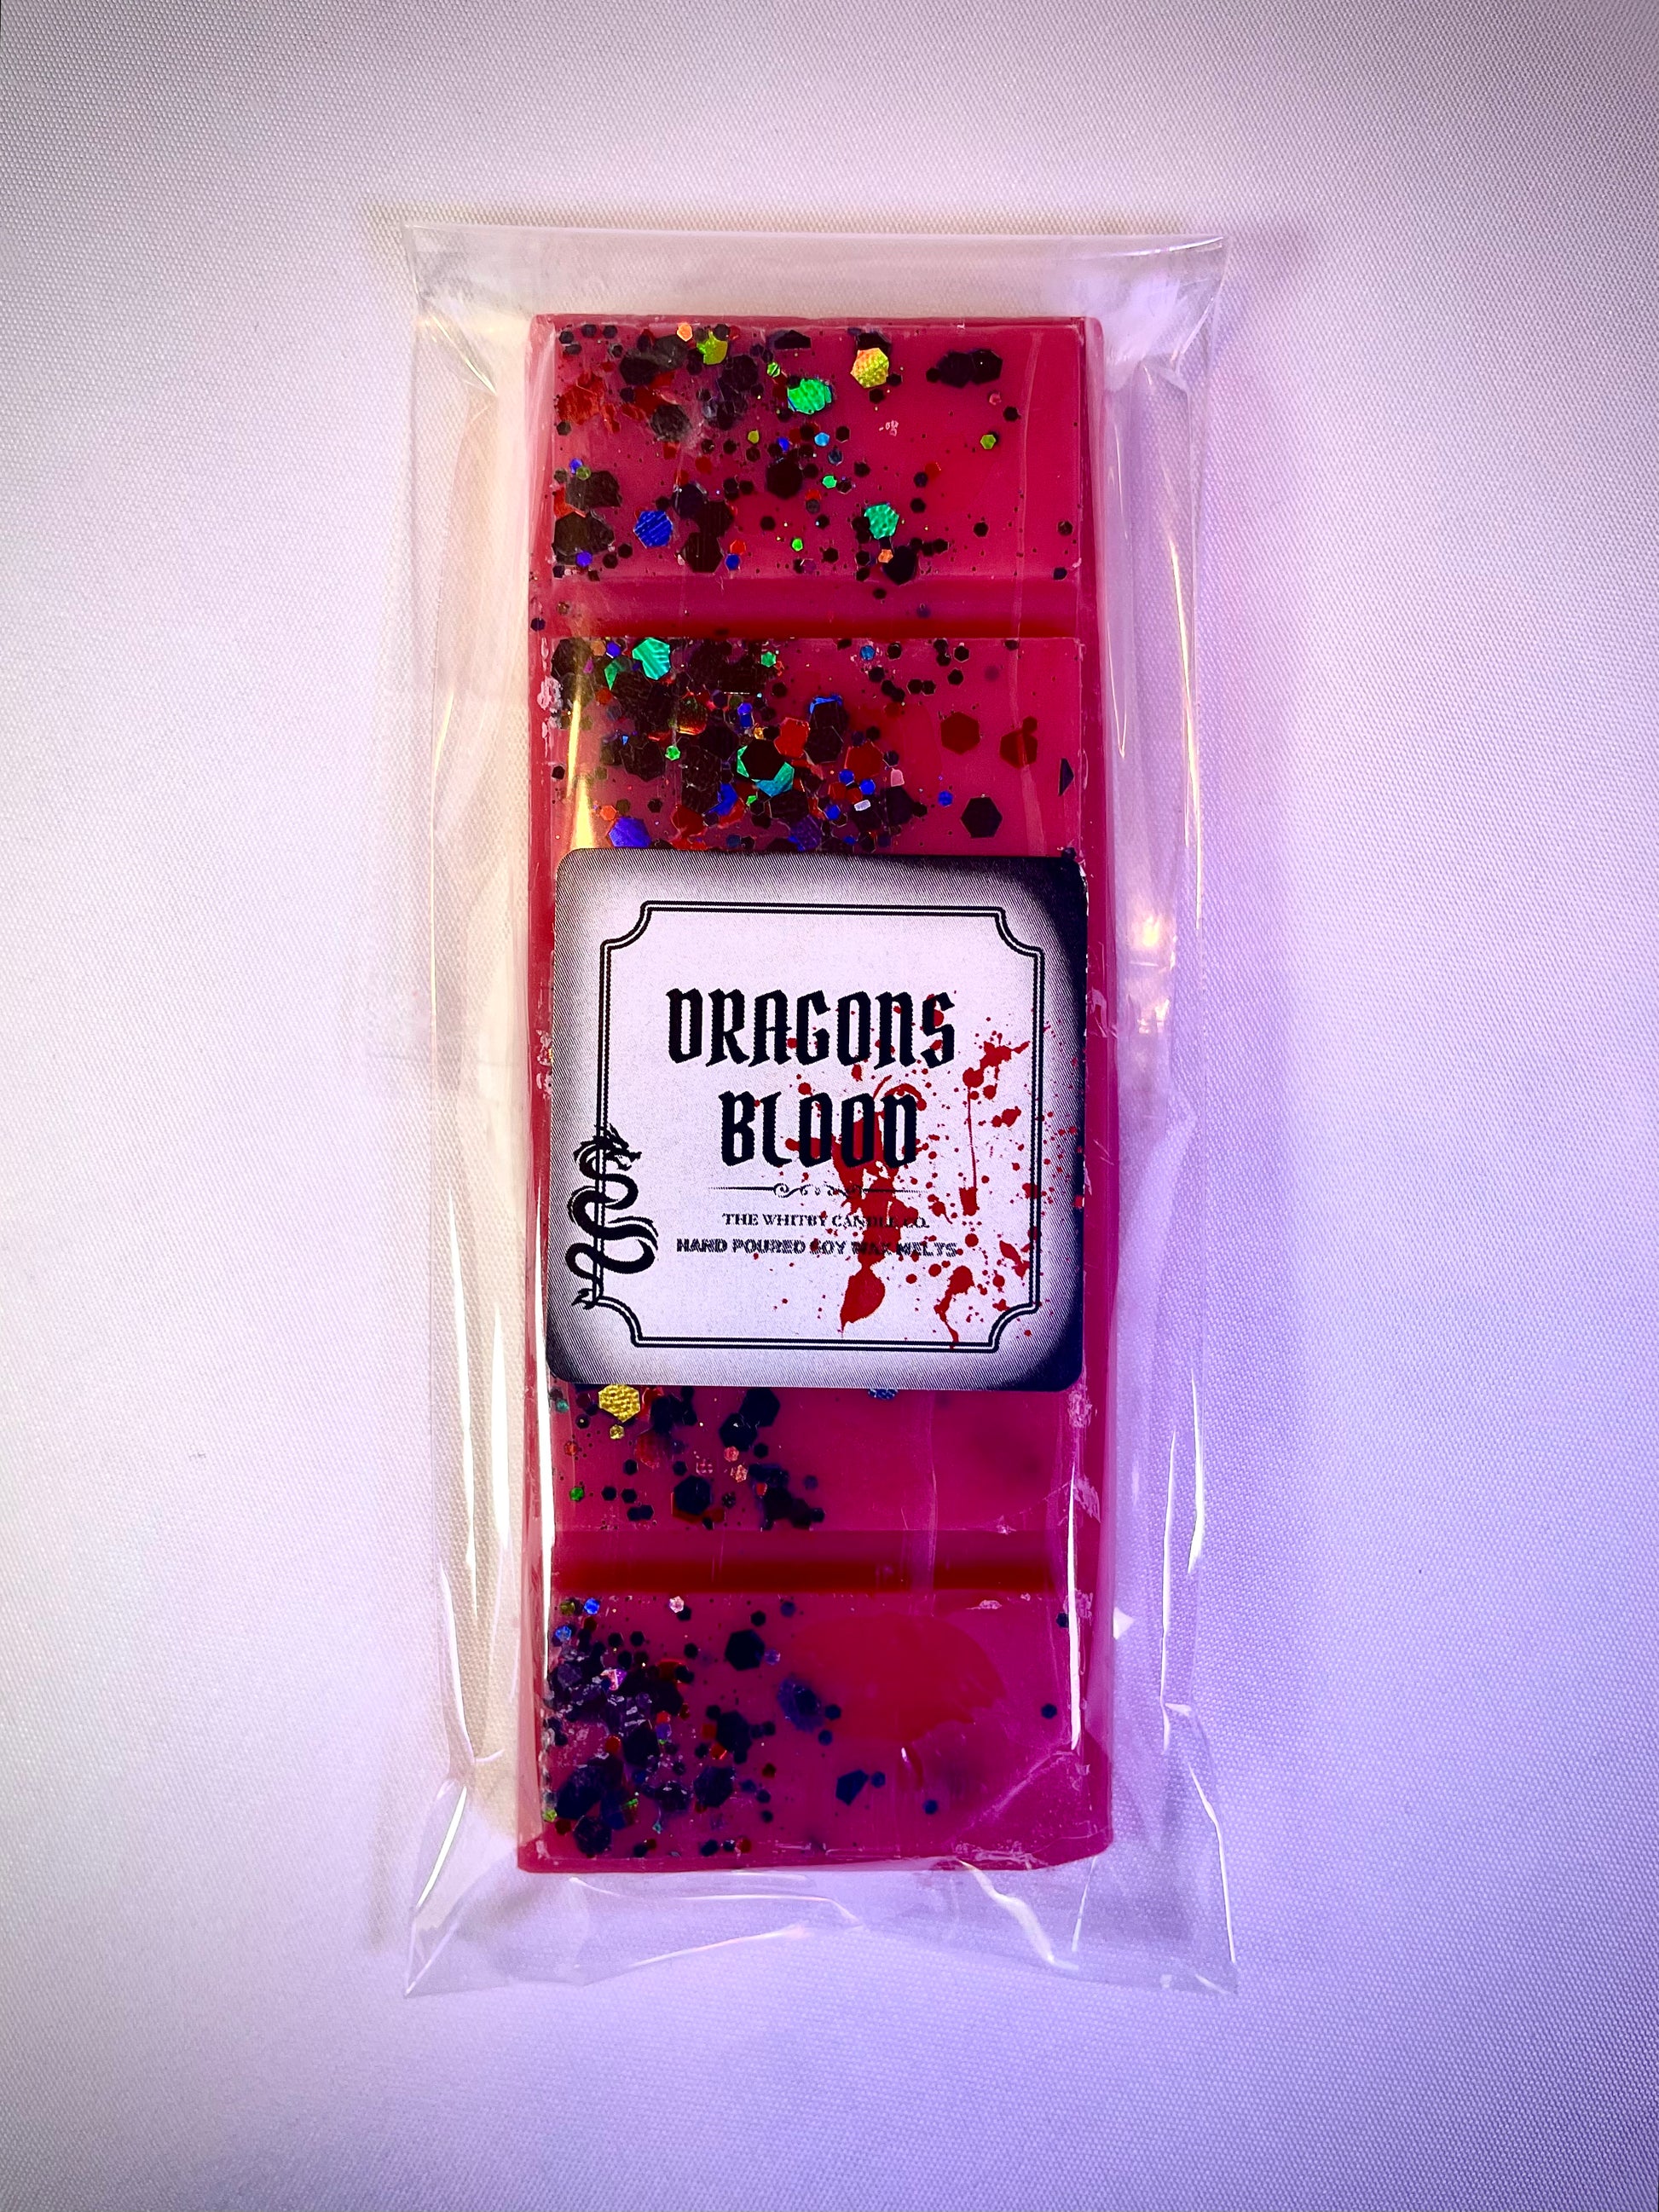 DRAGONS
BLOOD
THE WHITBY CANDLE CO.
HAND POURED SOY WAX MELTS